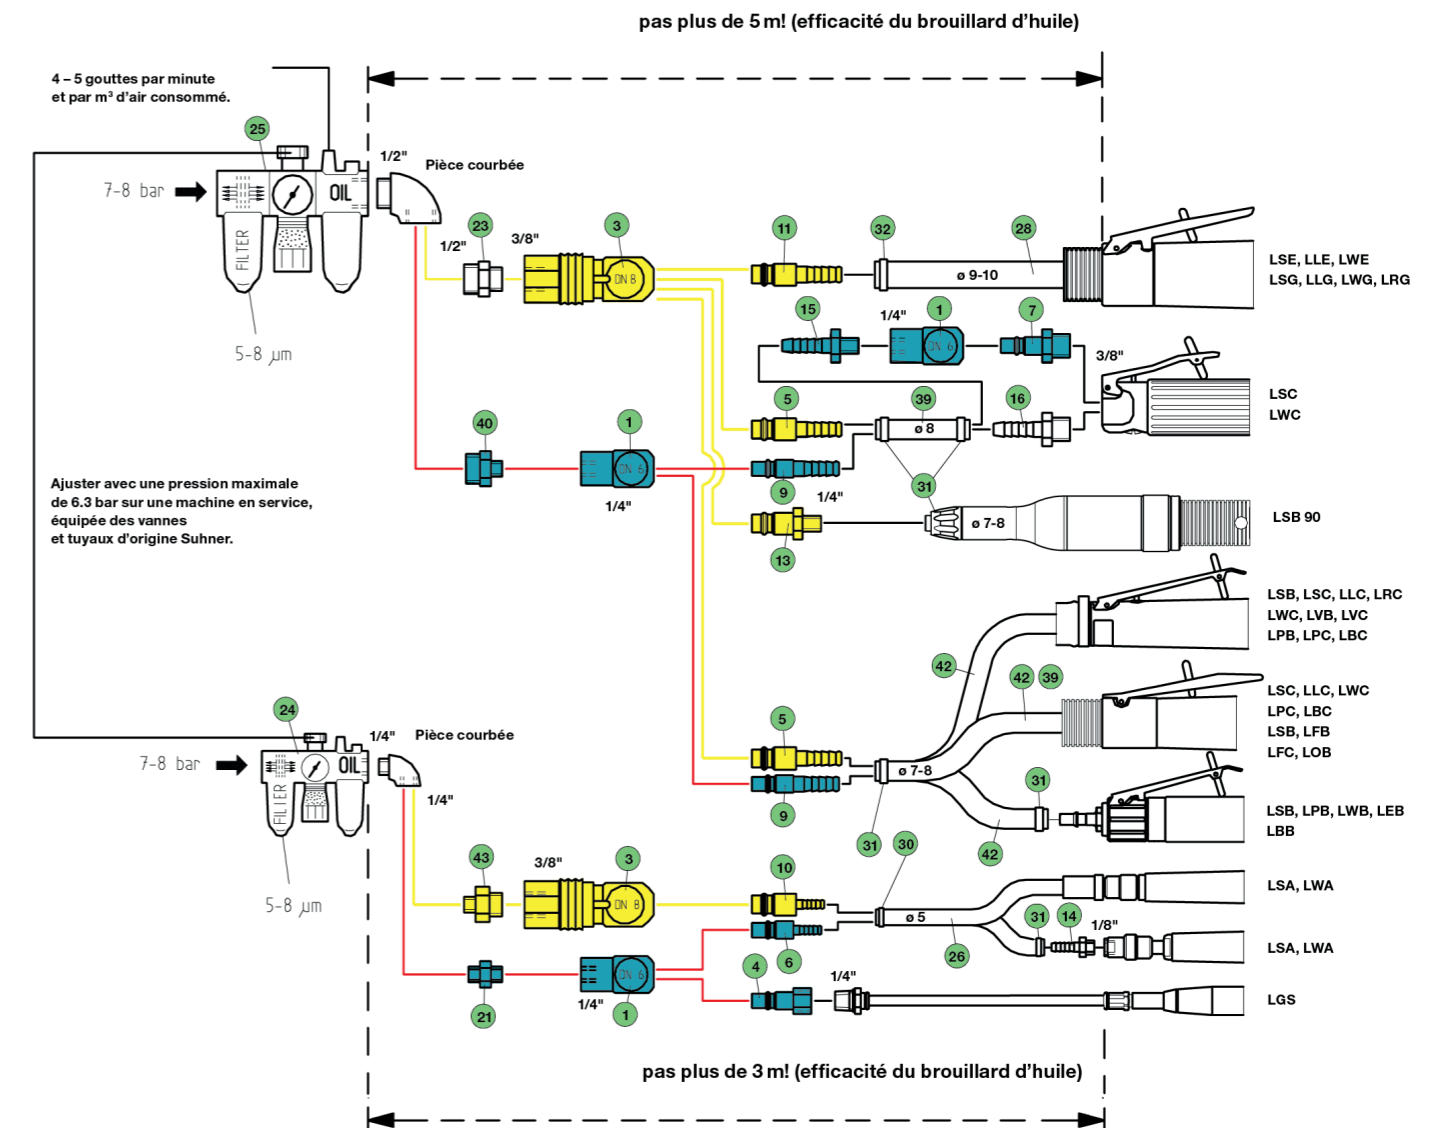 pas plus de 5 m! (efficacité du brouillard d'huile)
4 – 5 gouttes par minute
et par m³ d'air consommé.
25
1/2"
Pièce courbée
7-8 bar
OIL
FILTER
5-8 µm
23
1/2"
3/8"
3
DN 8
11
32
28
ø 9-10
LSE, LLE, LWE
LSG, LLG, LWG, LRG
15
1/4"
1
DN 6
7
3/8"
LSC
LWC
5
39
ø 8
16
40
1
DN 6
1/4"
9
31
1/4"
13
ø 7-8
LSB 90
Ajuster avec une pression maximale
de 6.3 bar sur une machine en service,
équipée des vannes
et tuyaux d'origine Suhner.
LSB, LSC, LLC, LRC
LWC, LVB, LVC
LPB, LPC, LBC
42
42
39
LSC, LLC, LWC
LPC, LBC
LSB, LFB
LFC, LOB
24
1/4"
Pièce courbée
7-8 bar
OIL
FILTER
5-8 µm
1/4"
5
ø 7-8
9
31
31
42
LSB, LPB, LWB, LEB
LBB
43
3/8"
3
DN 8
10
30
ø 5
LSA, LWA
6
26
31
14
1/8"
LSA, LWA
21
1/4"
DN 6
1
4
1/4"
LGS
pas plus de 3 m! (efficacité du brouillard d'huile)